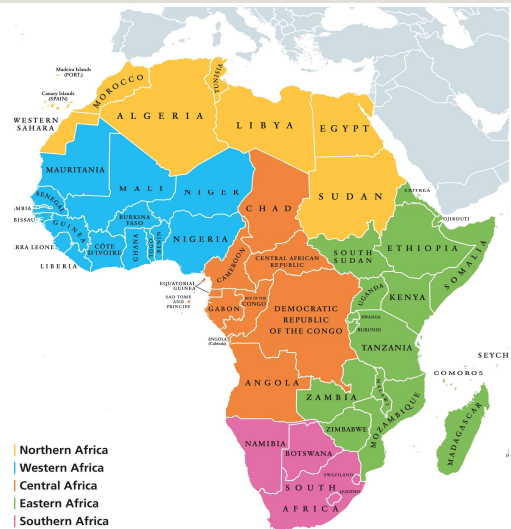 Madeira Islands
(PORT.)
Canary Islands
(SPAIN)
MOROCCO
TUNISIA
ALGERIA
LIBYA
EGYPT
WESTERN
SAHARA
MAURITANIA
MALI
NIGER
CHAD
SUDAN
ERITREA
DJIBOUTI
SENEGAL
MBIA
BISSAU
GUINEA
RRA LEONE
LIBERIA
CÔTE
D'IVOIRE
BURKINA
FASO
GHANA
TOGO
BENIN
NIGERIA
CAMEROON
CENTRAL AFRICAN
REPUBLIC
SOUTH
SUDAN
ETHIOPIA
SOMALIA
EQUATORIAL
GUINEA
SAO TOME
AND
PRINCIPE
GABON
REP. OF THE
CONGO
DEMOCRATIC
REPUBLIC
OF THE CONGO
UGANDA
KENYA
RWANDA
BURUNDI
TANZANIA
ANGOLA
(Cabinda)
SEYCH
COMOROS
ANGOLA
ZAMBIA
MALAWI
MOZAMBIQUE
ZIMBABWE
MADAGASCAR
NAMIBIA
BOTSWANA
SWAZILAND
LESOTHO
SOUTH
AFRICA
Northern Africa
Western Africa
Central Africa
Eastern Africa
Southern Africa